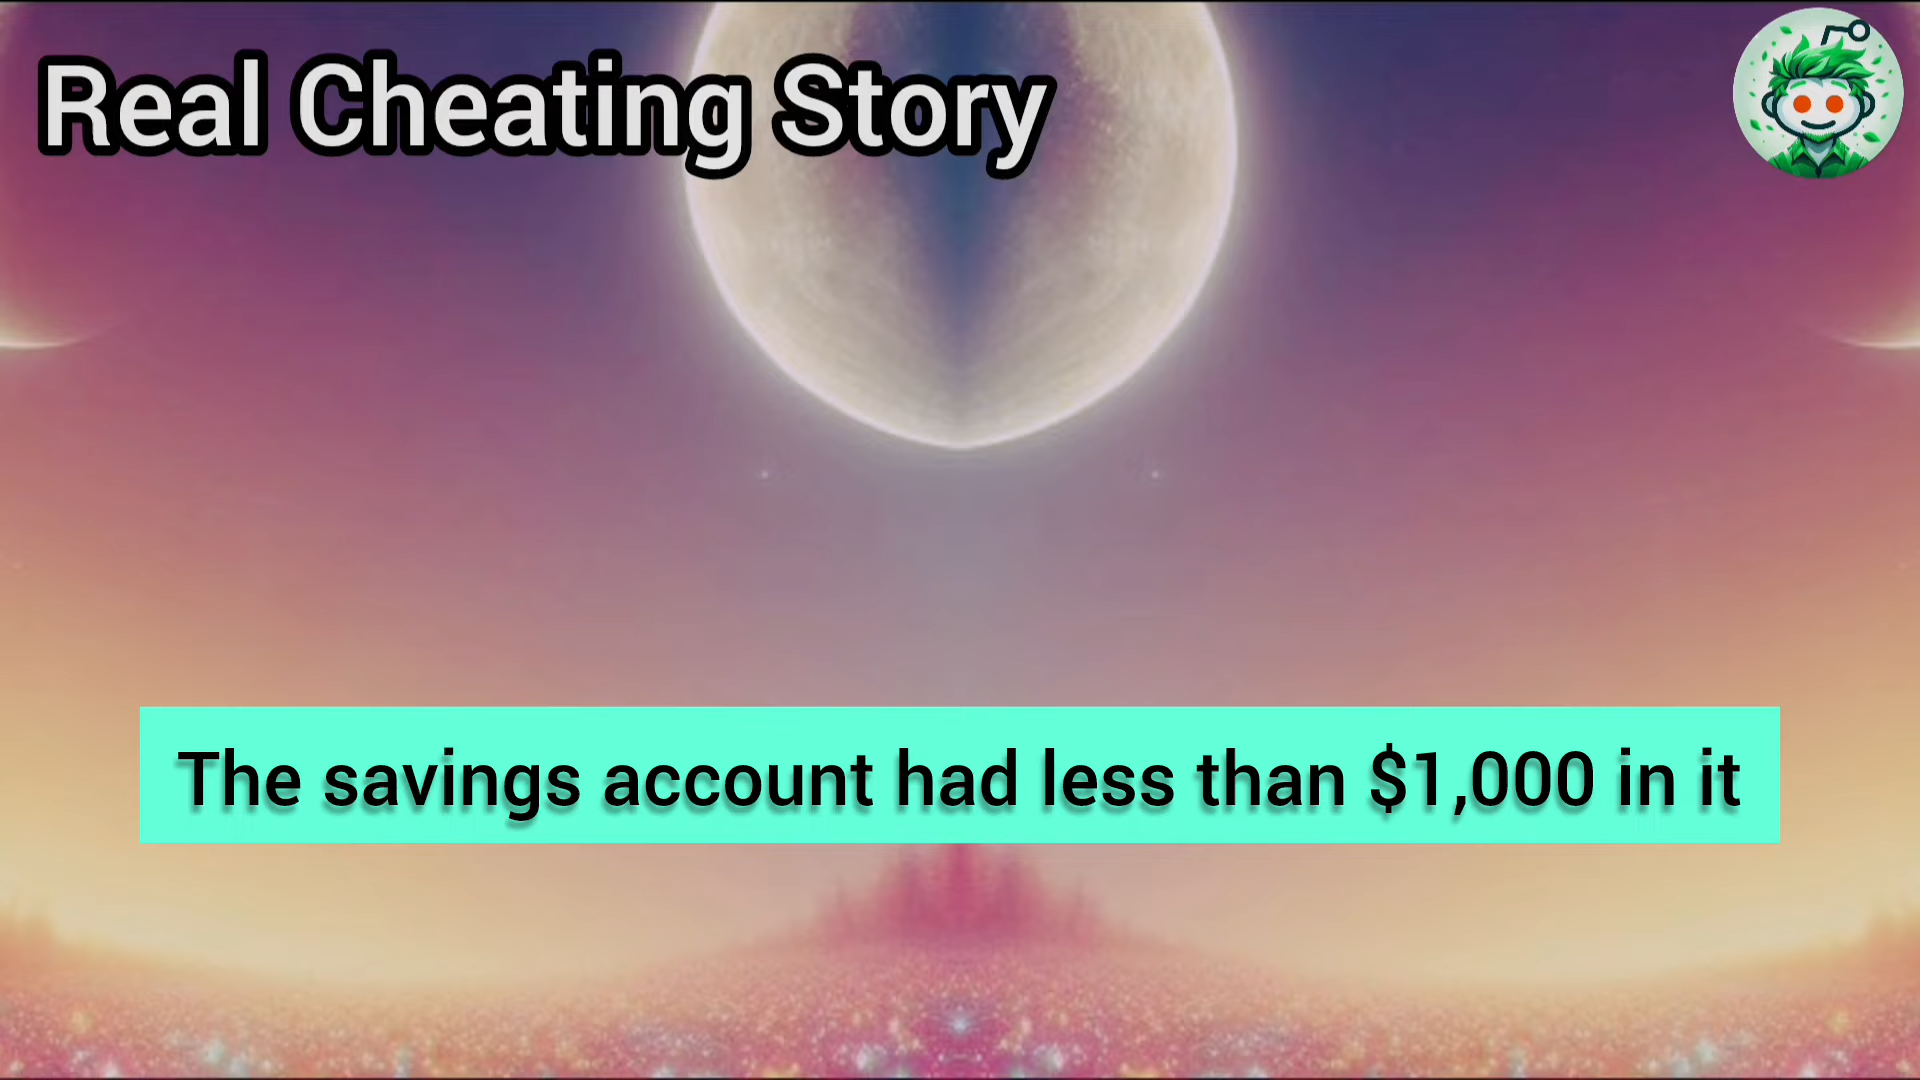 Real Cheating Story
The savings account had less than $1,000 in it